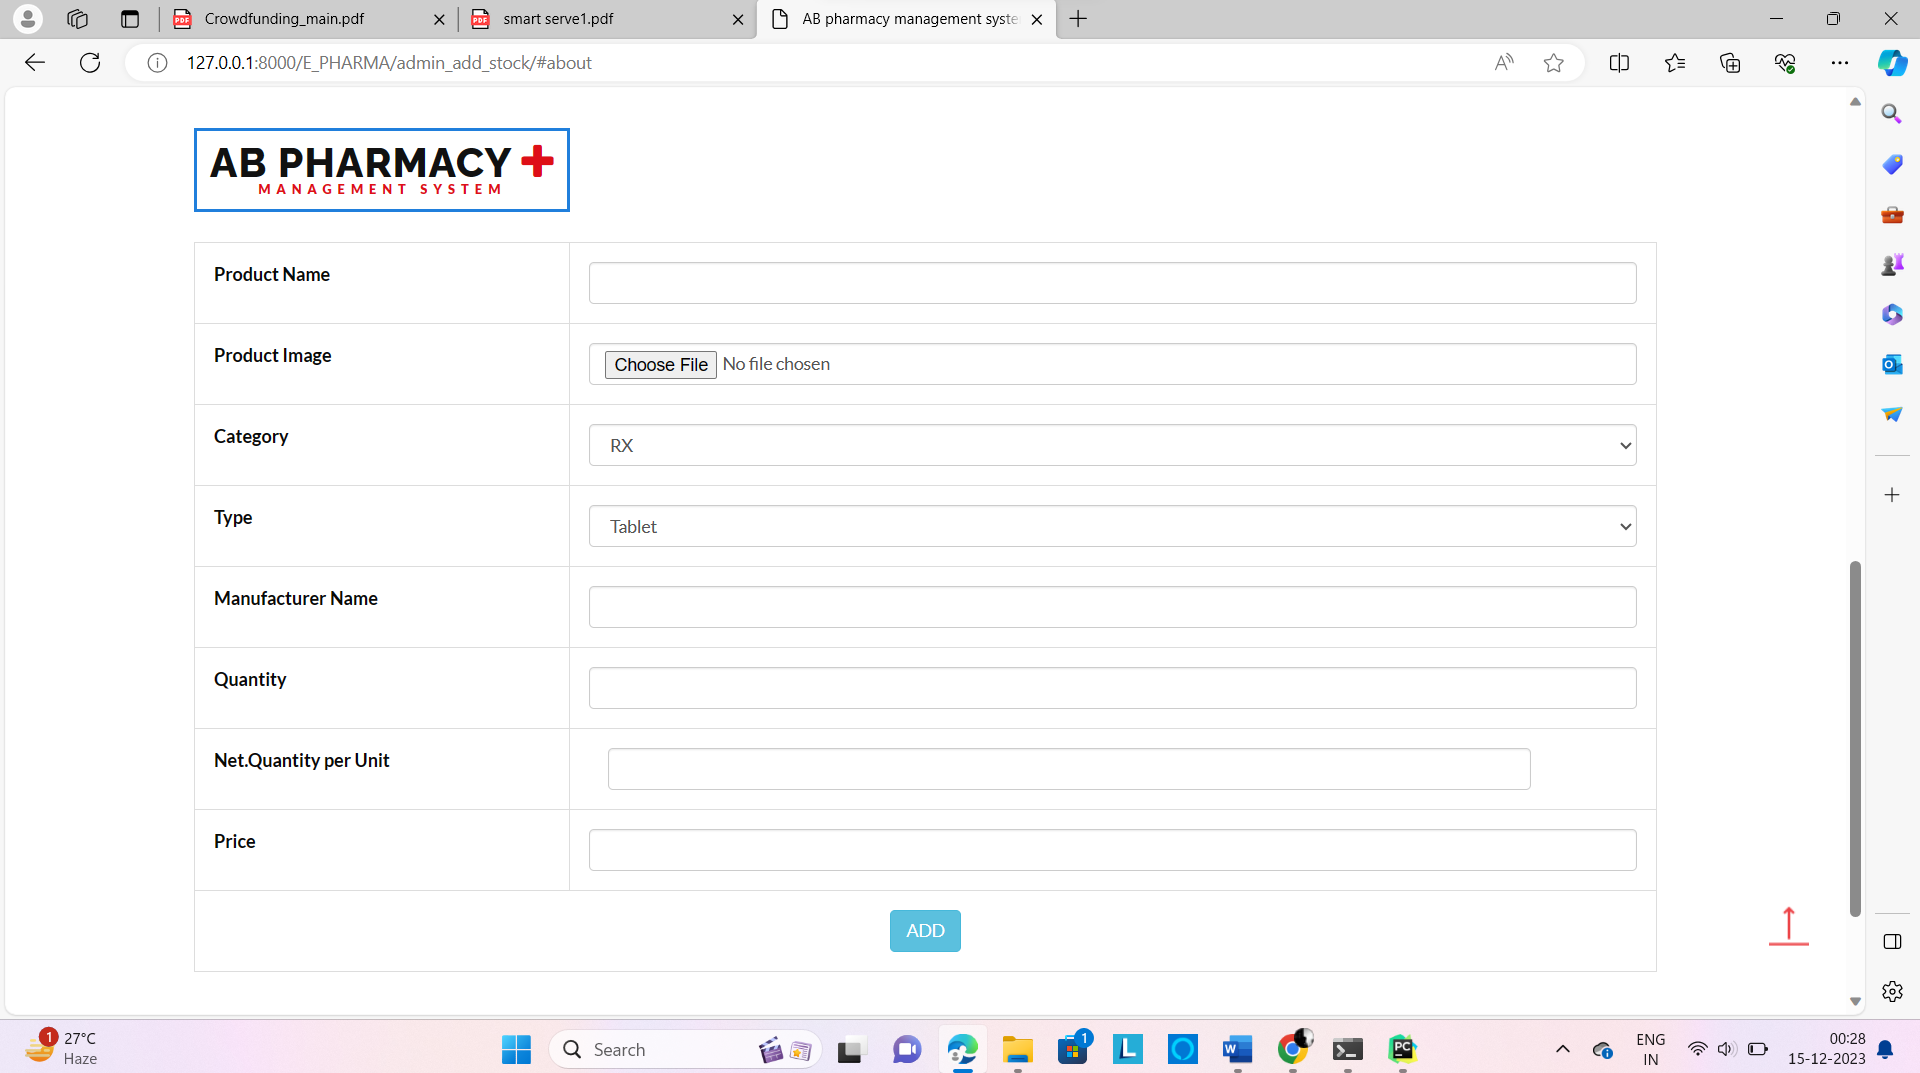 Crowdfunding_main.pdf
smart serve1.pdf
AB pharmacy management syste
127.0.0.1:8000/E_PHARMA/admin_add_stock/#about
AB PHARMACY
MANAGEMENT SYSTEM
Product Name
Product Image
Choose File No file chosen
Category
RX
Type
Tablet
Manufacturer Name
Quantity
Net.Quantity per Unit
Price
ADD
1
27°C
Haze
Search
1
ENG
IN
00:28
15-12-2023